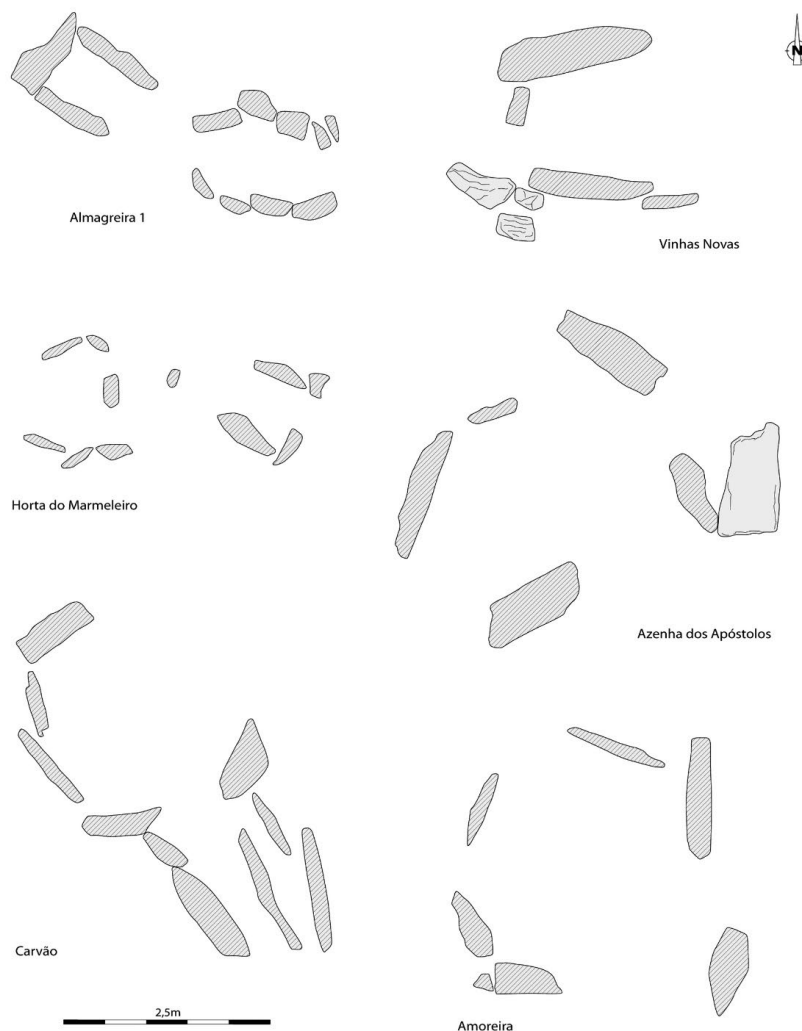 N
Almagreira 1
Vinhas Novas
Horta do Marmeleiro
Azenha dos Apóstolos
Carvão
2,5m
Amoreira